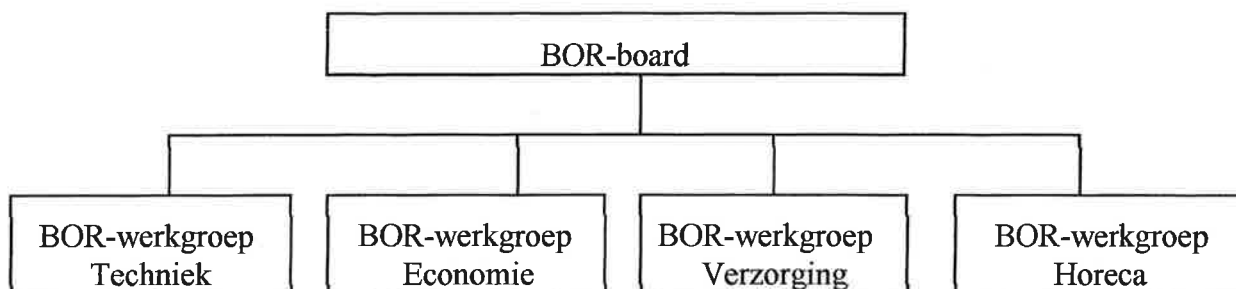 BOR-board
BOR-werkgroep
Techniek
BOR-werkgroep
Economie
BOR-werkgroep
Verzorging
BOR-werkgroep
Horeca